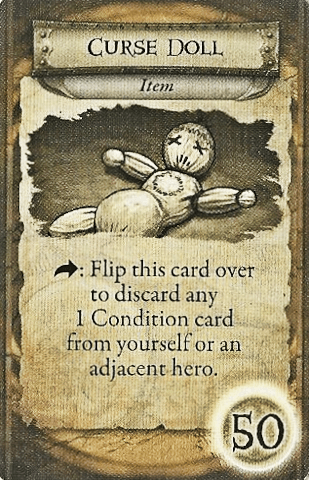 Curse Doll
Item
: Flip this card over
to discard any
1 Condition card
from yourself or an
adjacent hero.
50